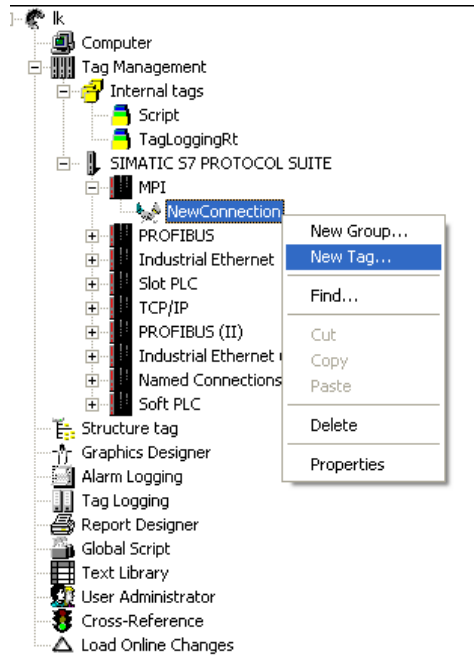 lk
Computer
Tag Management
Internal tags
Script
TagLoggingRt
SIMATIC S7 PROTOCOL SUITE
MPI
NewConnection
PROFIBUS
Industrial Ethernet
Slot PLC
TCP/IP
PROFIBUS (II)
Industrial Ethernet
Named Connections
Soft PLC
Structure tag
Graphics Designer
Alarm Logging
Tag Logging
Report Designer
Global Script
Text Library
User Administrator
Cross-Reference
Load Online Changes
New Group...
New Tag...
Find...
Cut
Copy
Paste
Delete
Properties